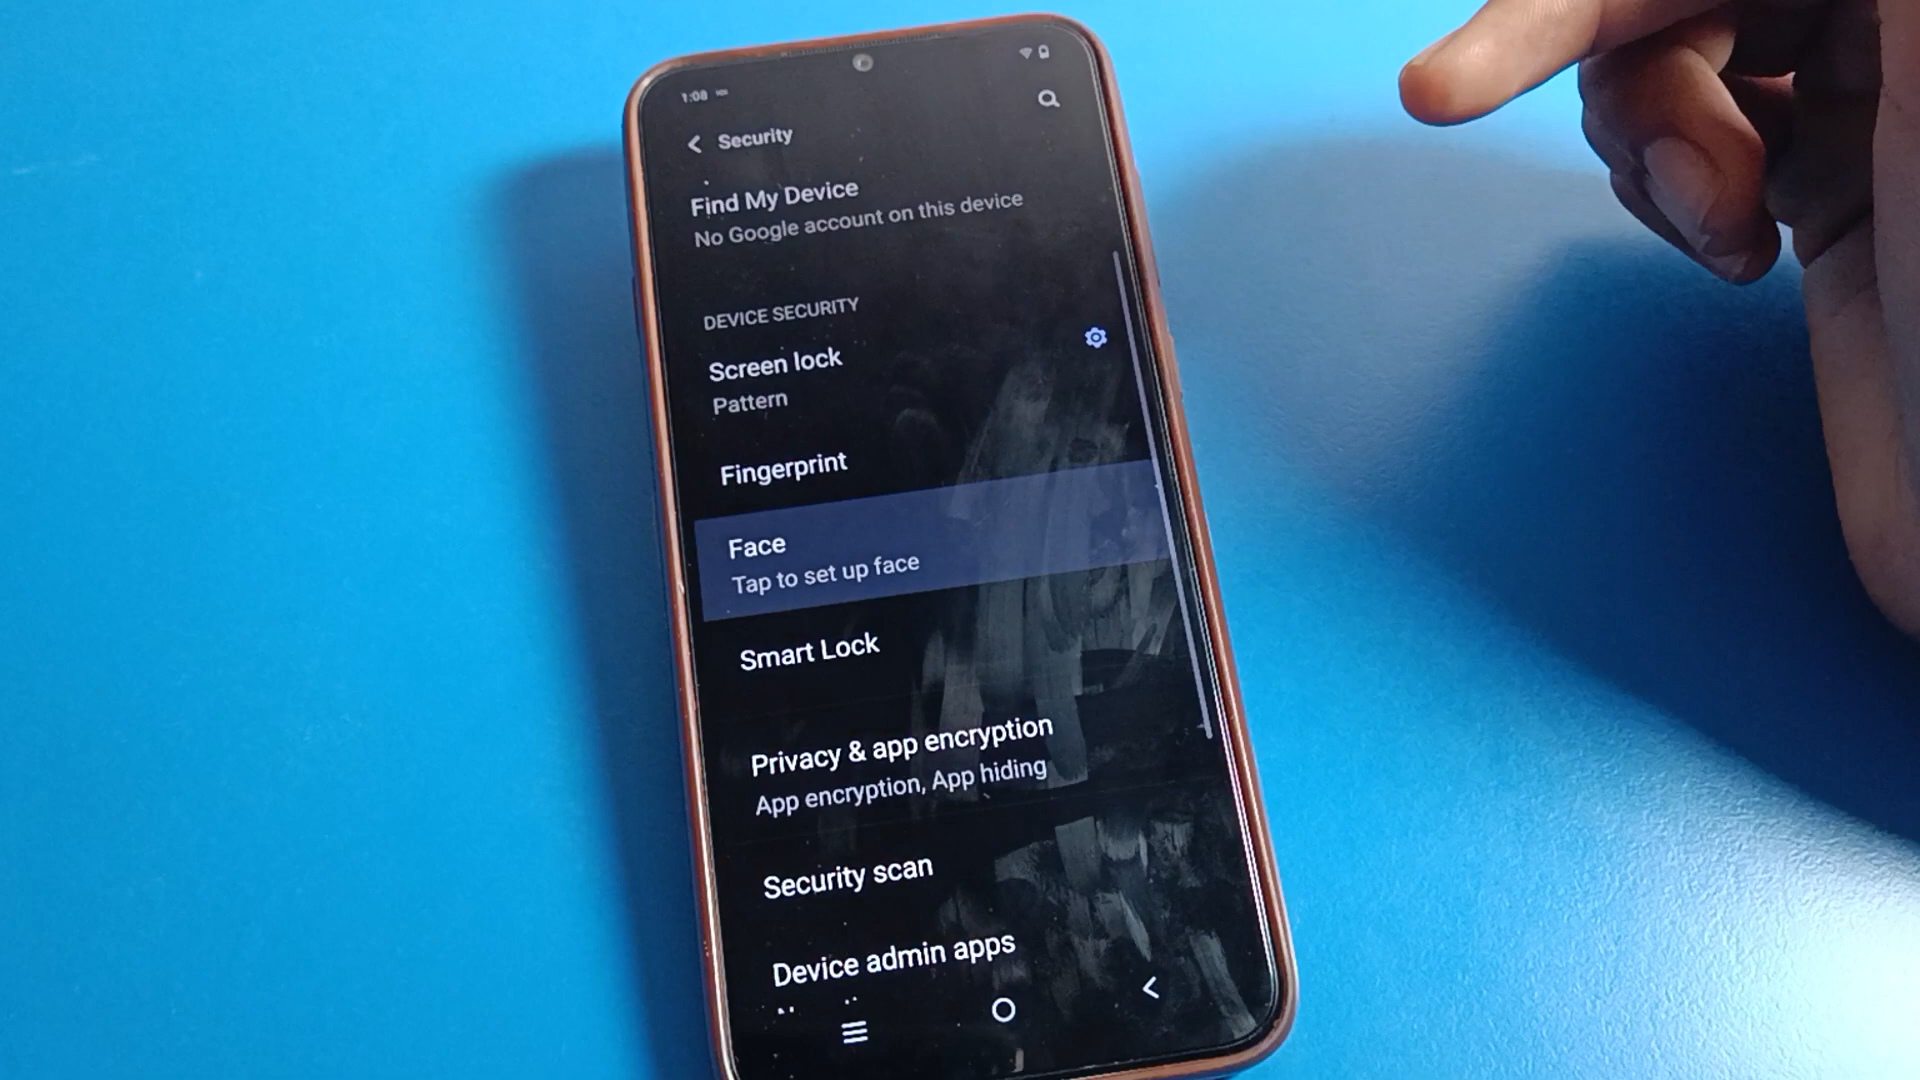 1:08
Security
Find My Device
No Google account on this device
DEVICE SECURITY
Screen lock
Pattern
Fingerprint
Face
Tap to set up face
Smart Lock
Privacy & app encryption
App encryption, App hiding
Security scan
Device admin apps